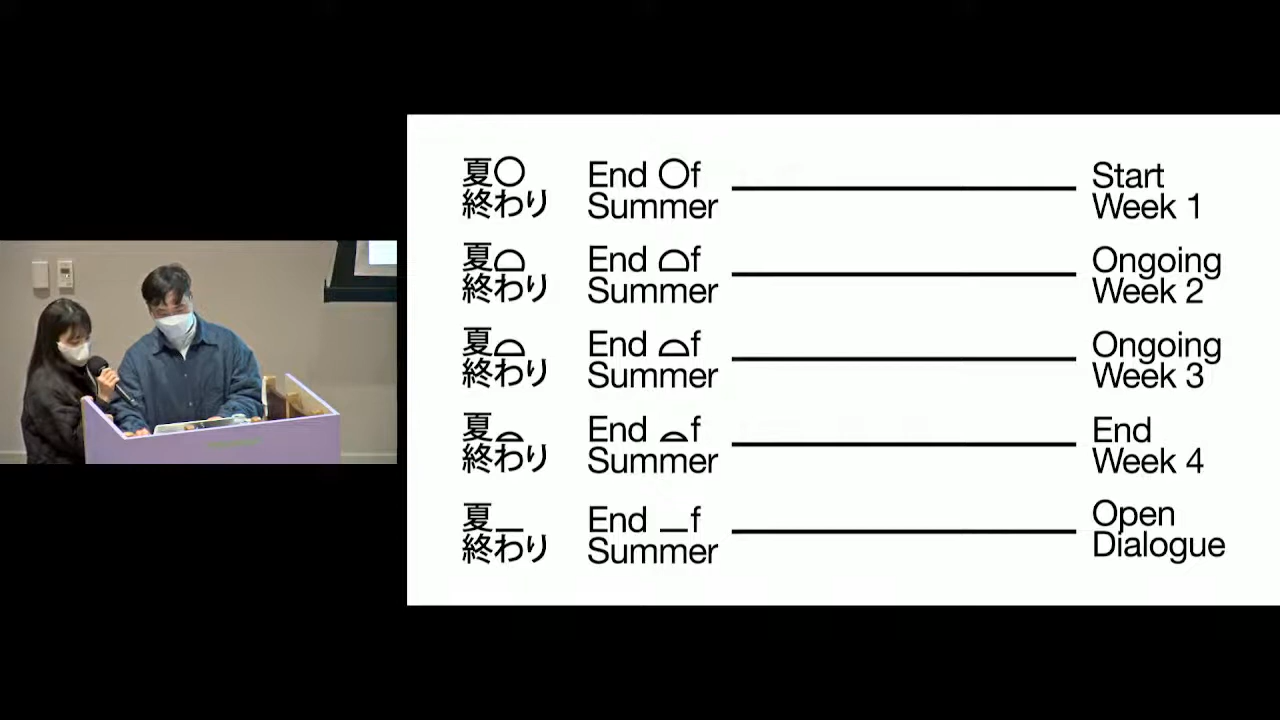 夏○
終わり
End Of
Summer
Start
Week 1
夏
終わり
End f
Summer
Ongoing
Week 2
夏
終わり
End f
Summer
Ongoing
Week 3
夏
終わり
End f
Summer
End
Week 4
夏_
終わり
End _f
Summer
Open
Dialogue